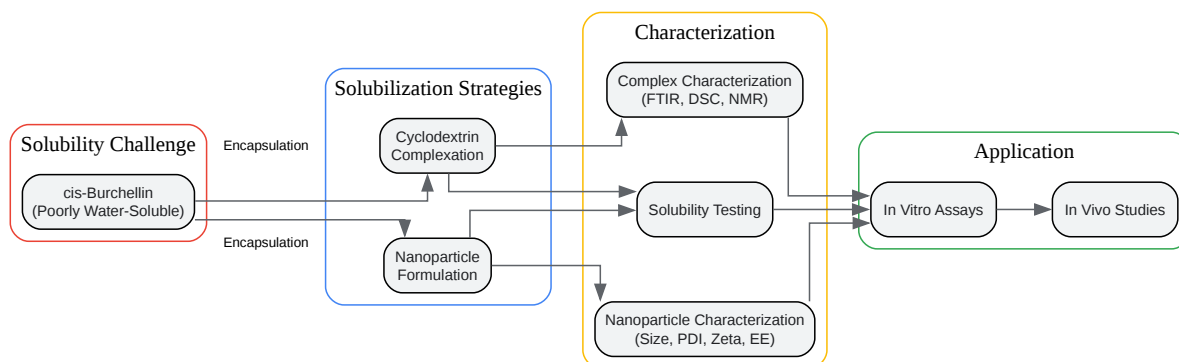 Solubility Challenge
cis-Burchellin
(Poorly Water-Soluble)
Encapsulation
Encapsulation
Solubilization Strategies
Cyclodextrin
Complexation
Nanoparticle
Formulation
Characterization
Complex Characterization
(FTIR, DSC, NMR)
Solubility Testing
Nanoparticle Characterization
(Size, PDI, Zeta, EE)
Application
In Vitro Assays
In Vivo Studies